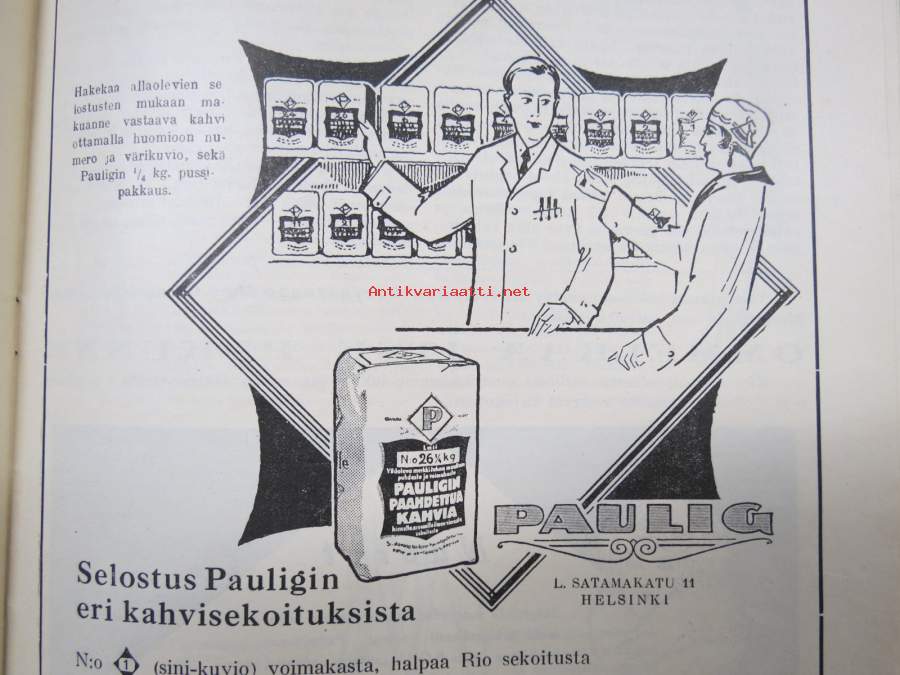 Hakekaa allaolevien se
lostusten mukaan ma-
kuanne vastaava kahvi
ottamalla huomioon nu-
mero ja värikuvio, sekä
Pauligin ¼ kg. pussi-
pakkaus.
Antikvariaatti.net
P
N:o 26 ¼ kg
PAULIGIN
PAAHDETTUA
KAHVIA
PAULIG
L. SATAMAKATU 11
HELSINKI
Selostus Pauligin
eri kahvisekoituksista
N:o 1 (sini-kuvio) voimakasta, halpaa Rio sekoitusta